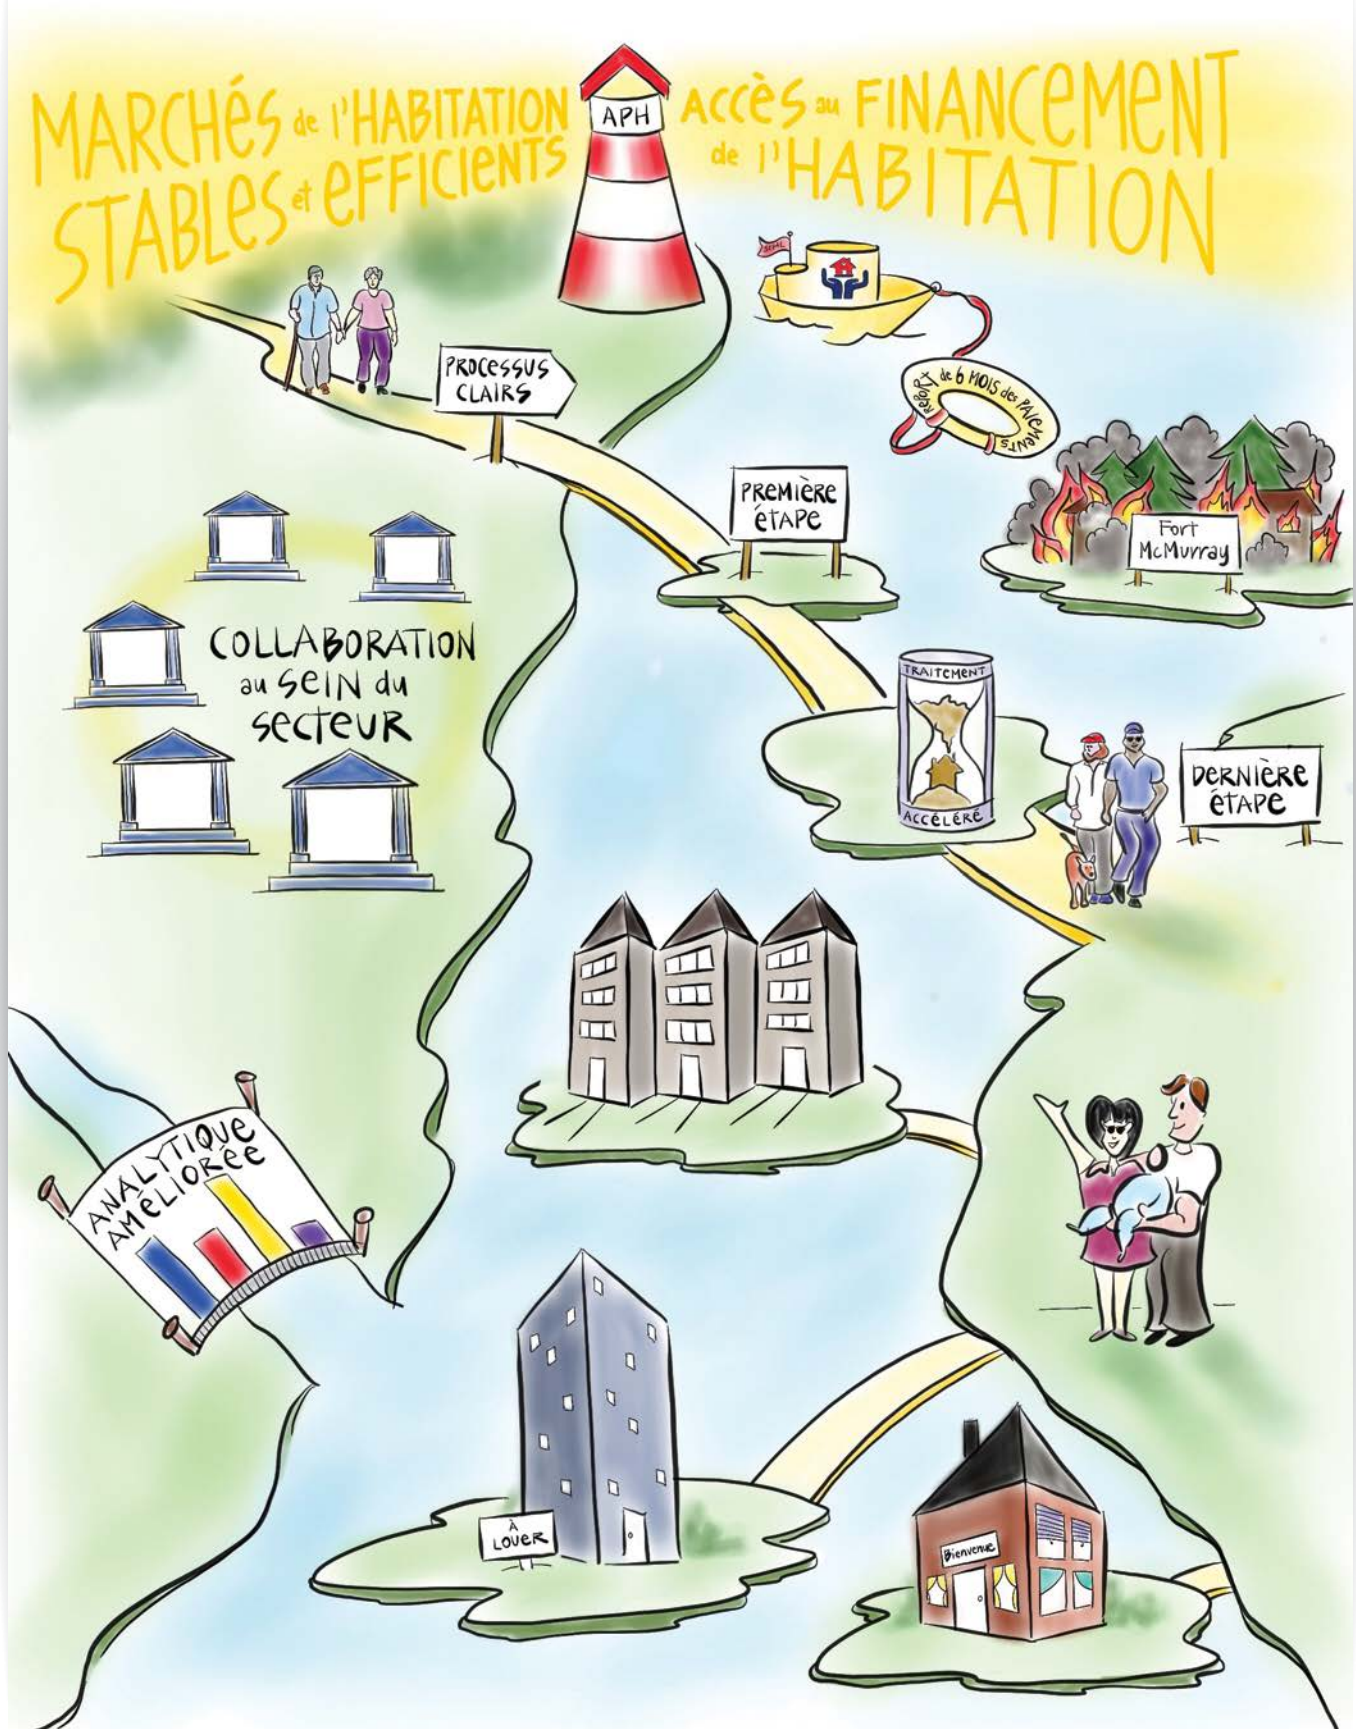 MARCHÉS de l'HABITATION
STABLES et EFFICIENTS
APH
ACCÈS au FINANCEMENT
de l'HABITATION
SCHL
PROCESSUS
CLAIRS
REPORT de 6 MOIS des PAIEMENTS
PREMIÈRE
ÉTAPE
Fort
McMurray
COLLABORATION
au SEIN du
SECTEUR
TRAITEMENT
ACCÉLÉRÉ
DERNIÈRE
ÉTAPE
ANALYTIQUE
AMÉLIORÉE
À
LOUER
Bienvenue